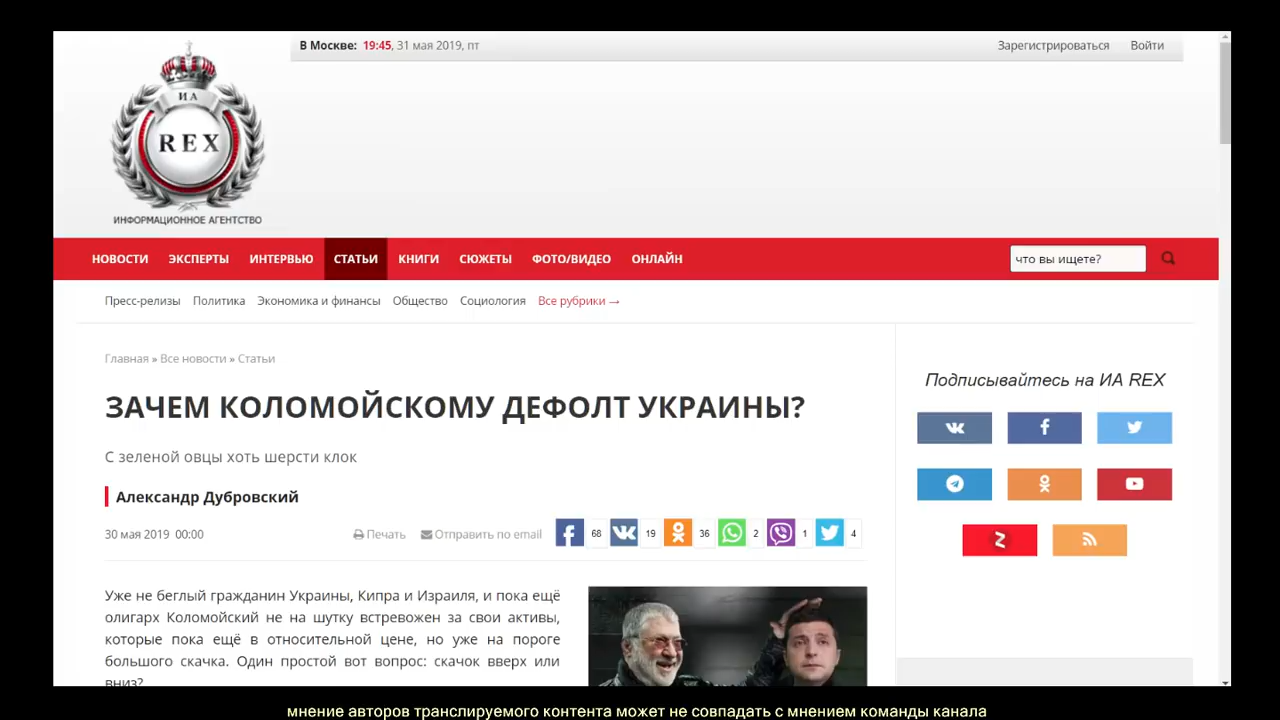 В Москве: 19:45, 31 мая 2019, пт
Зарегистрироваться Войти
ИА
REX
ИНФОРМАЦИОННОЕ АГЕНТСТВО
НОВОСТИ ЭКСПЕРТЫ ИНТЕРВЬЮ СТАТЬИ КНИГИ СЮЖЕТЫ ФОТО/ВИДЕО ОНЛАЙН что вы ищете?
Пресс-релизы Политика Экономика и финансы Общество Социология Все рубрики →
Главная » Все новости » Статьи
ЗАЧЕМ КОЛОМОЙСКОМУ ДЕФОЛТ УКРАИНЫ?
С зеленой овцы хоть шерсти клок
Александр Дубровский
30 мая 2019 00:00 Печать Отправить по email 68 19 36 2 1 4
Уже не беглый гражданин Украины, Кипра и Израиля, и пока ещё
олигарх Коломойский не на шутку встревожен за свои активы,
которые пока ещё в относительной цене, но уже на пороге
большого скачка. Один простой вот вопрос: скачок вверх или
вниз?
Подписывайтесь на ИА REX
мнение авторов транслируемого контента может не совпадать с мнением команды канала